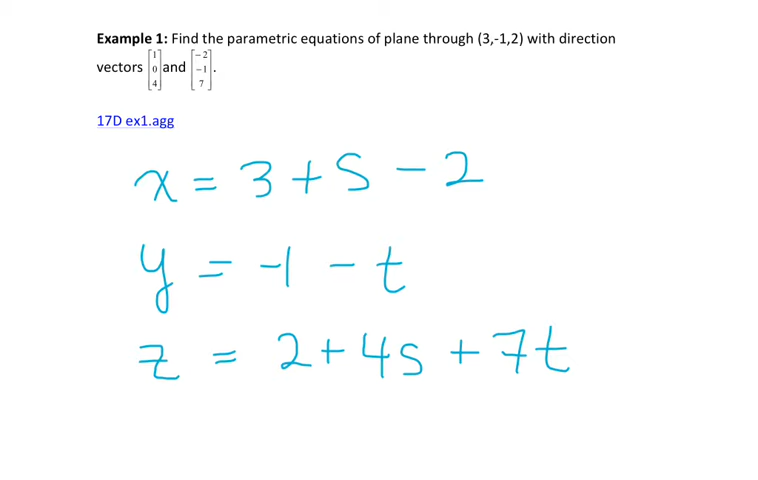 Example 1: Find the parametric equations of plane through (3,-1,2) with direction
vectors [1 0 4] and [-2 -1 7].
17D ex1.agg
x = 3 + s - 2
y = -1 - t
z = 2 + 4s + 7t